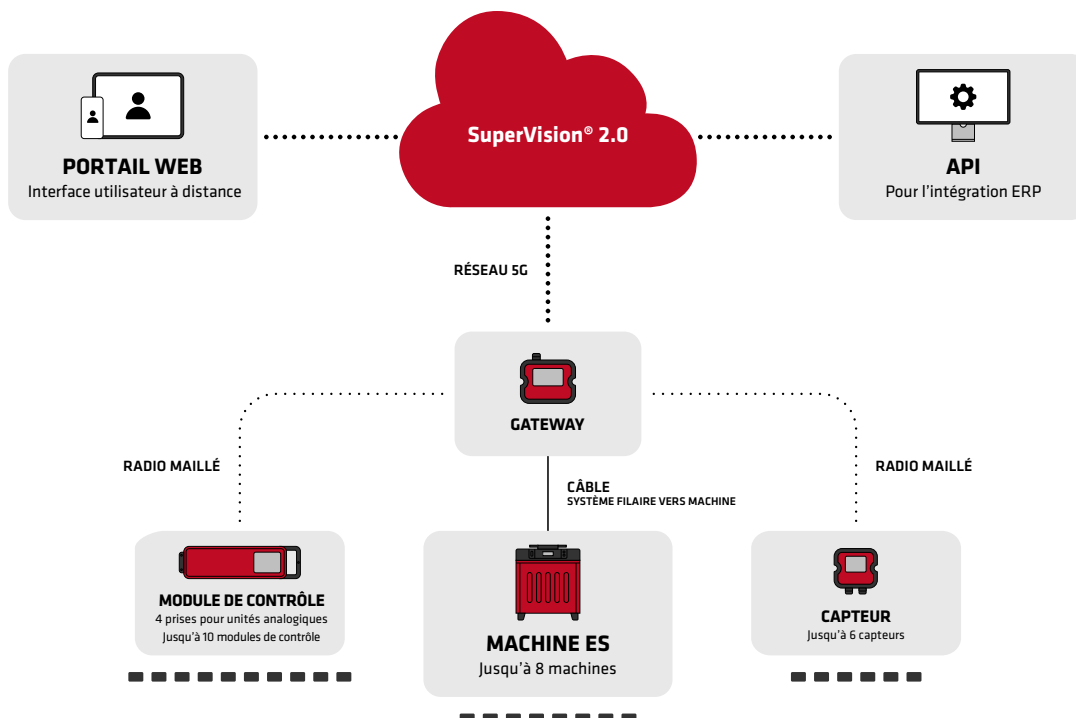 SuperVision® 2.0
PORTAIL WEB
Interface utilisateur à distance
API
Pour l'intégration ERP
RÉSEAU 5G
GATEWAY
RADIO MAILLÉ
CÂBLE
SYSTÈME FILAIRE VERS MACHINE
RADIO MAILLÉ
MODULE DE CONTRÔLE
4 prises pour unités analogiques
Jusqu'à 10 modules de contrôle
MACHINE ES
Jusqu'à 8 machines
CAPTEUR
Jusqu'à 6 capteurs